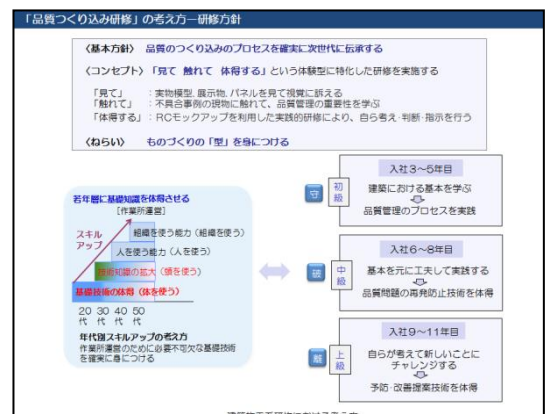 「品質つくり込み研修」の考え方ー研修方針
〈基本方針〉 品質のつくり込みのプロセスを確実に次世代に伝承する
〈コンセプト〉「見て 触れて 体得する」という体験型に特化した研修を実施する
「見て」 :実物模型、展示物、パネルを見て視覚に訴える
「触れて」 :不具合事例の現物に触れて、品質管理の重要性を学ぶ
「体得する」:RCモックアップを利用した実践的研修により、自ら考え・判断・指示を行う
〈ねらい〉 ものづくりの「型」を身につける
若年層に基礎知識を体得させる
[作業所運営]
スキル
アップ
組織を使う能力(組織を使う)
人を使う能力(人を使う)
技術知識の拡大(頭を使う)
基礎技術の体得(体を使う)
20 30 40 50
代 代 代 代
年代別スキルアップの考え方
作業所運営のために必要不可欠な基礎技術
を確実に身につける
守
初級
入社3~5年目
建築における基本を学ぶ
品質管理のプロセスを実践
破
中級
入社6~8年目
基本を元に工夫して実践する
品質問題の再発防止技術を体得
離
上級
入社9~11年目
自らが考えて新しいことに
チャレンジする
予防・改善提案技術を体得